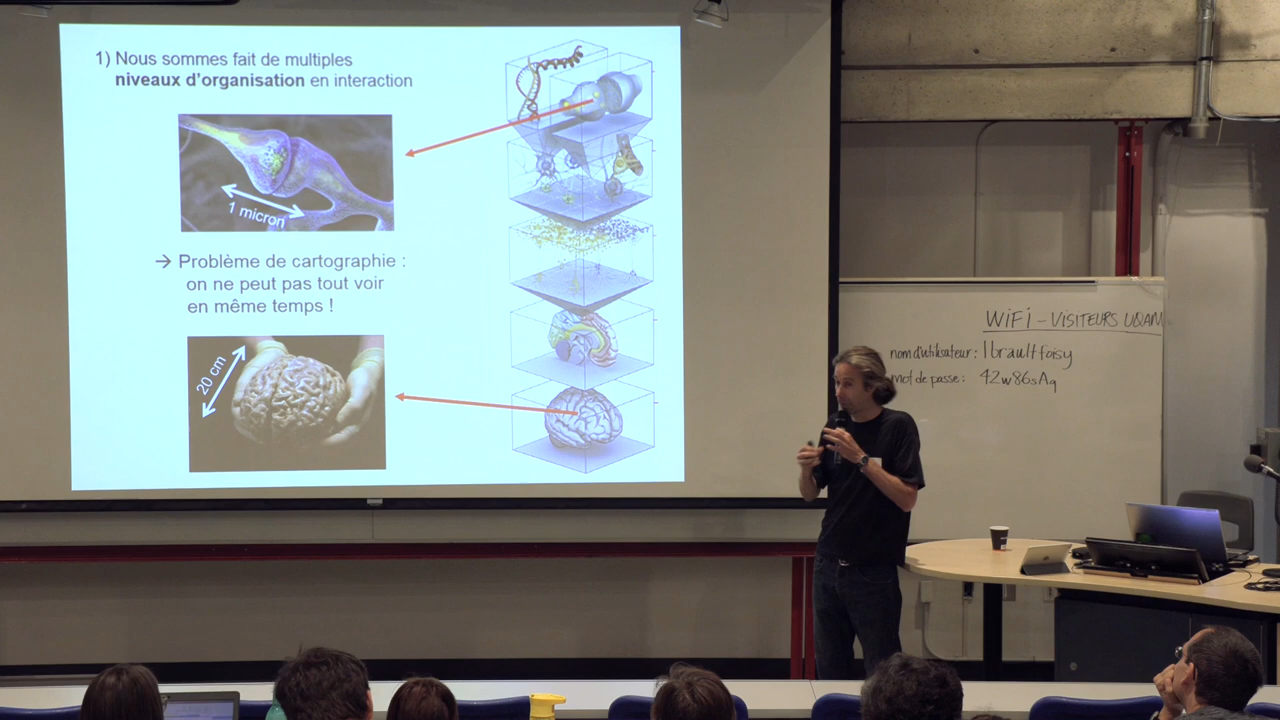 1) Nous sommes fait de multiples
niveaux d'organisation en interaction
1 micron
→ Problème de cartographie :
on ne peut pas tout voir
en même temps !
20 cm
WiFi – VISITEURS UQAM
nom d'utilisateur : lbraultfoisy
mot de passe : 42w86sAq